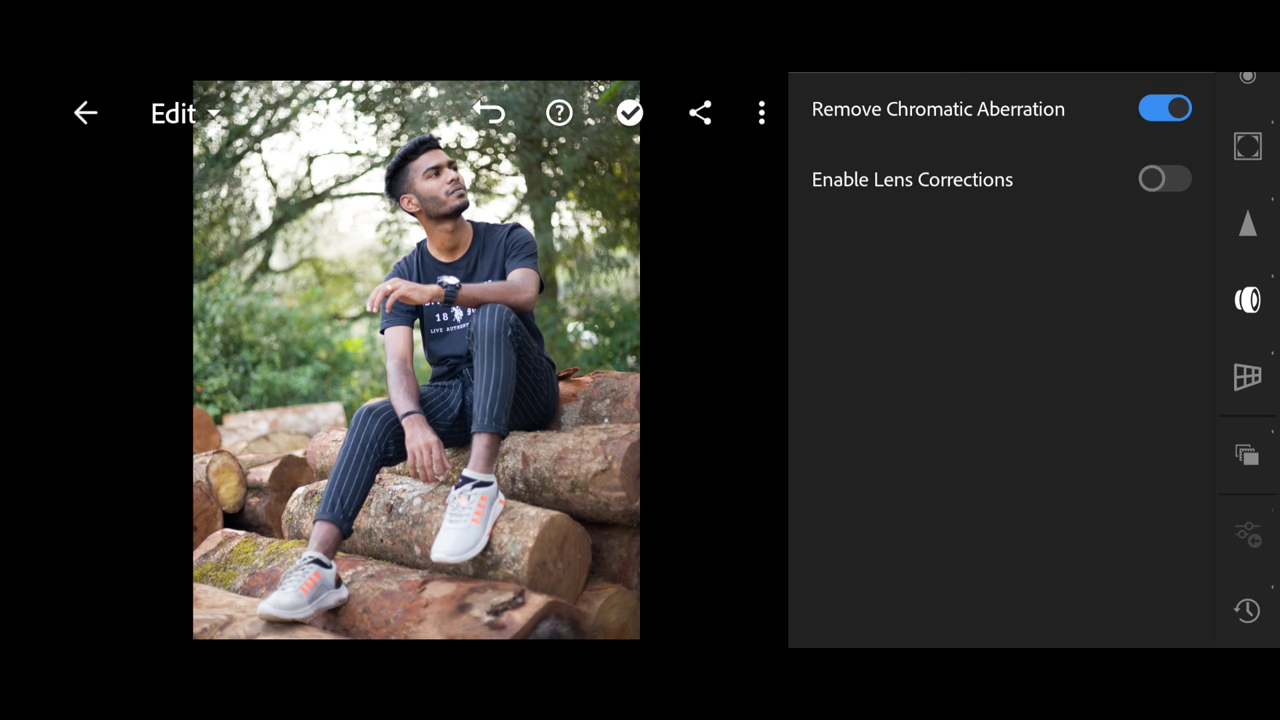 Edit
Remove Chromatic Aberration
Enable Lens Corrections
18
LIVE AUTHENT